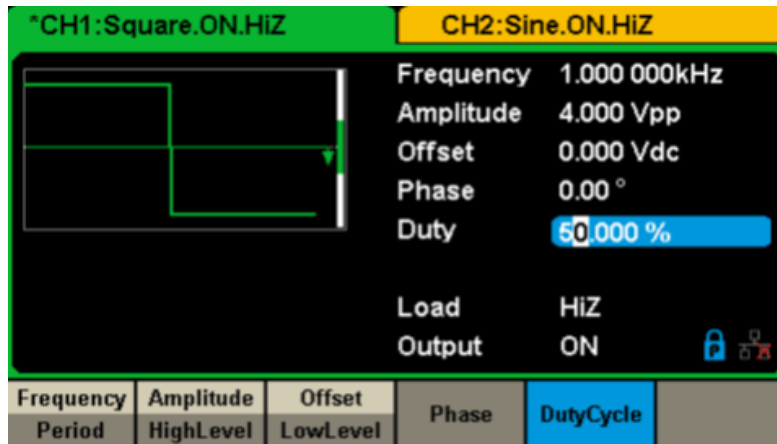 *CH1:Square.ON.HiZ CH2:Sine.ON.HiZ
Frequency 1.000 000kHz
Amplitude 4.000 Vpp
Offset 0.000 Vdc
Phase 0.00 °
Duty 50.000 %
Load HiZ
Output ON
P
Frequency Amplitude Offset
Phase DutyCycle
Period HighLevel LowLevel